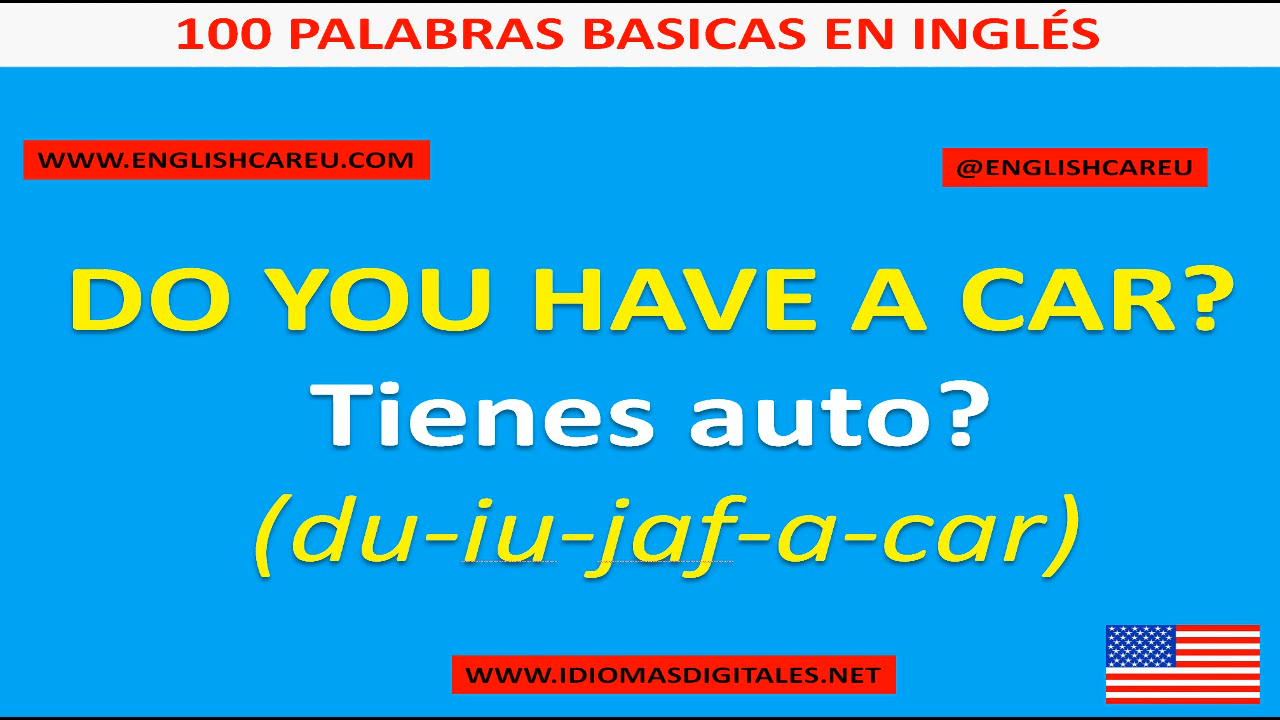 100 PALABRAS BASICAS EN INGLÉS
WWW.ENGLISHCAREU.COM
@ENGLISHCAREU
DO YOU HAVE A CAR?
Tienes auto?
(du-iu-jaf-a-car)
WWW.IDIOMASDIGITALES.NET